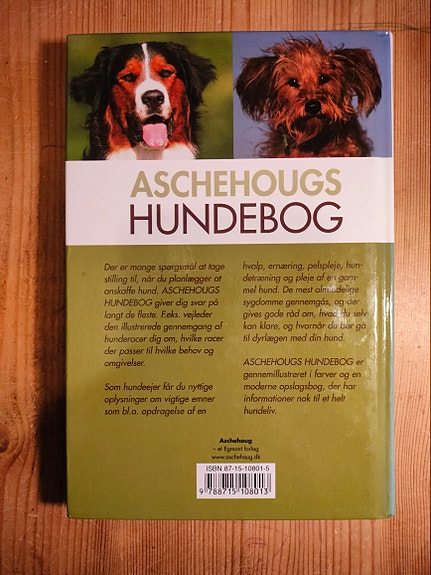 ASCHEHOUGS
HUNDEBOG
Der er mange spørgsmål at tage
stilling til, når du planlægger at
anskaffe hund. ASCHEHOUGS
HUNDEBOG giver dig svar på
langt de fleste. F.eks. vejleder
den illustrerede gennemgang af
hunderacer dig om, hvilke racer
der passer til hvilke behov og
omgivelser.
Som hundeejer får du nyttige
oplysninger om vigtige emner
som bl.a. opdragelse af en
hvalp, ernæring, pelspleje, hun-
detræning og pleje af en gam-
mel hund. De mest almindelige
sygdomme gennemgås, og der
gives gode råd om, hvad du selv
kan klare, og hvornår du bør gå
til dyrlægen med din hund.
ASCHEHOUGS HUNDEBOG er
gennemillustreret i farver og en
moderne opslagsbog, der har
informationer nok til et helt
hundeliv.
Aschehoug
– et Egmont forlag
www.aschehoug.dk
ISBN 87-15-10801-5
9 788715 108013